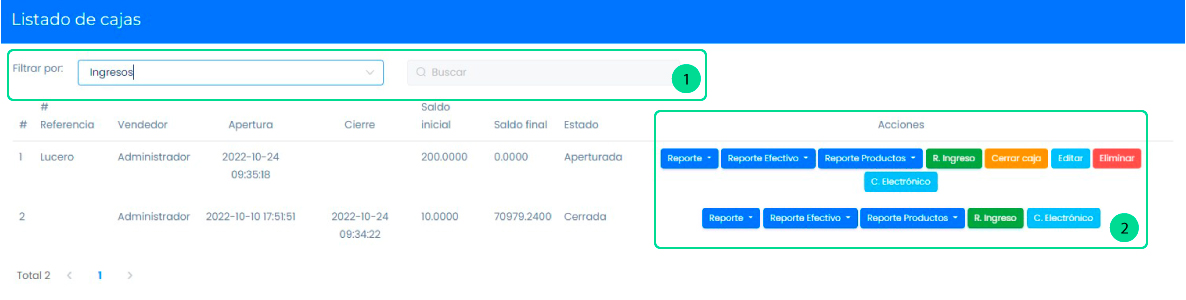 Listado de cajas
Filtrar por: Ingresos Buscar 1
# # Referencia Vendedor Apertura Cierre Saldo inicial Saldo final Estado Acciones
1 Lucero Administrador 2022-10-24 09:35:18 200.0000 0.0000 Aperturada Reporte Reporte Efectivo Reporte Productos R. Ingreso Cerrar caja Editar Eliminar
C. Electrónico
2 Administrador 2022-10-10 17:51:51 2022-10-24 09:34:22 10.0000 70979.2400 Cerrada Reporte Reporte Efectivo Reporte Productos R. Ingreso C. Electrónico
2
Total 2 < 1 >